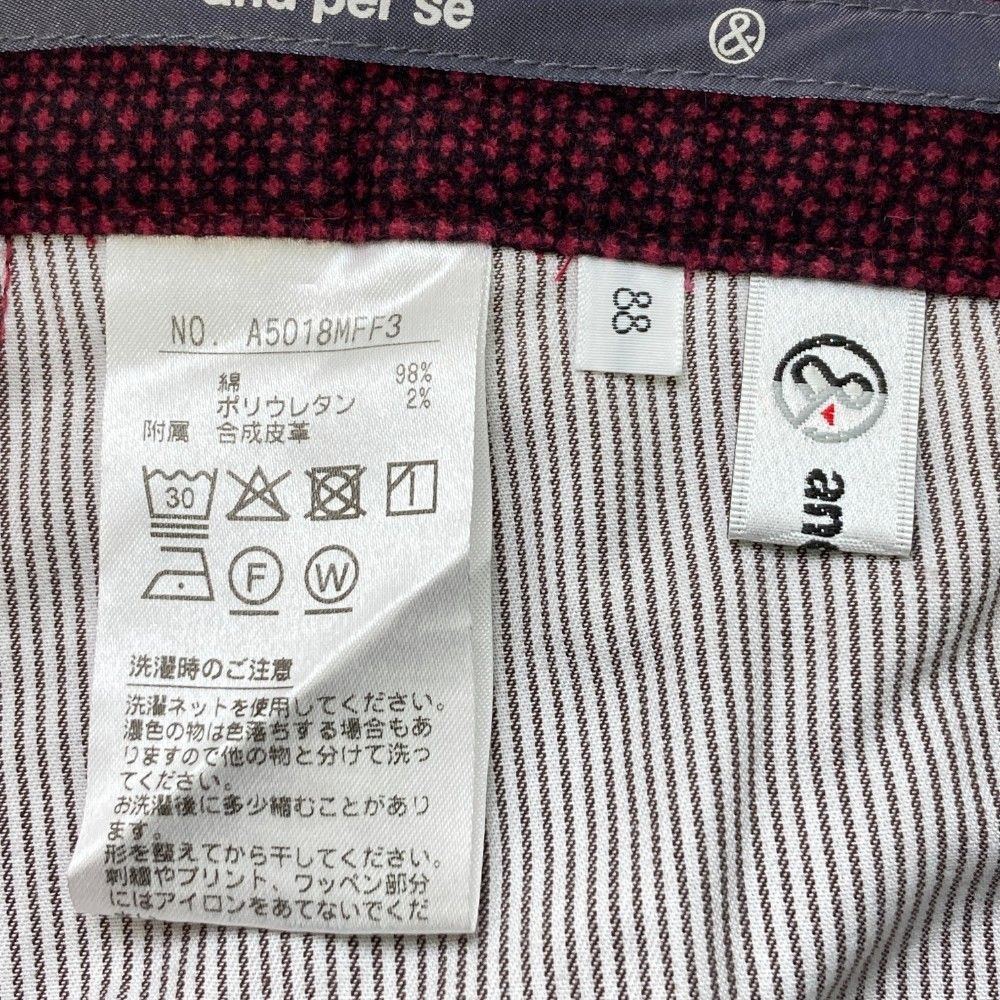 and per se
&
NO. A5018MFF3
綿 98%
ポリウレタン 2%
附属 合成皮革
30
F W
洗濯時のご注意
洗濯ネットを使用してください。
濃色の物は色落ちする場合もあ
りますので他の物と分けて洗っ
てください。
お洗濯後に多少縮むことがあり
ます。
形を整えてから干してください。
刺繍やプリント、ワッペン部分
にはアイロンをあてないでくだ
88
&
and